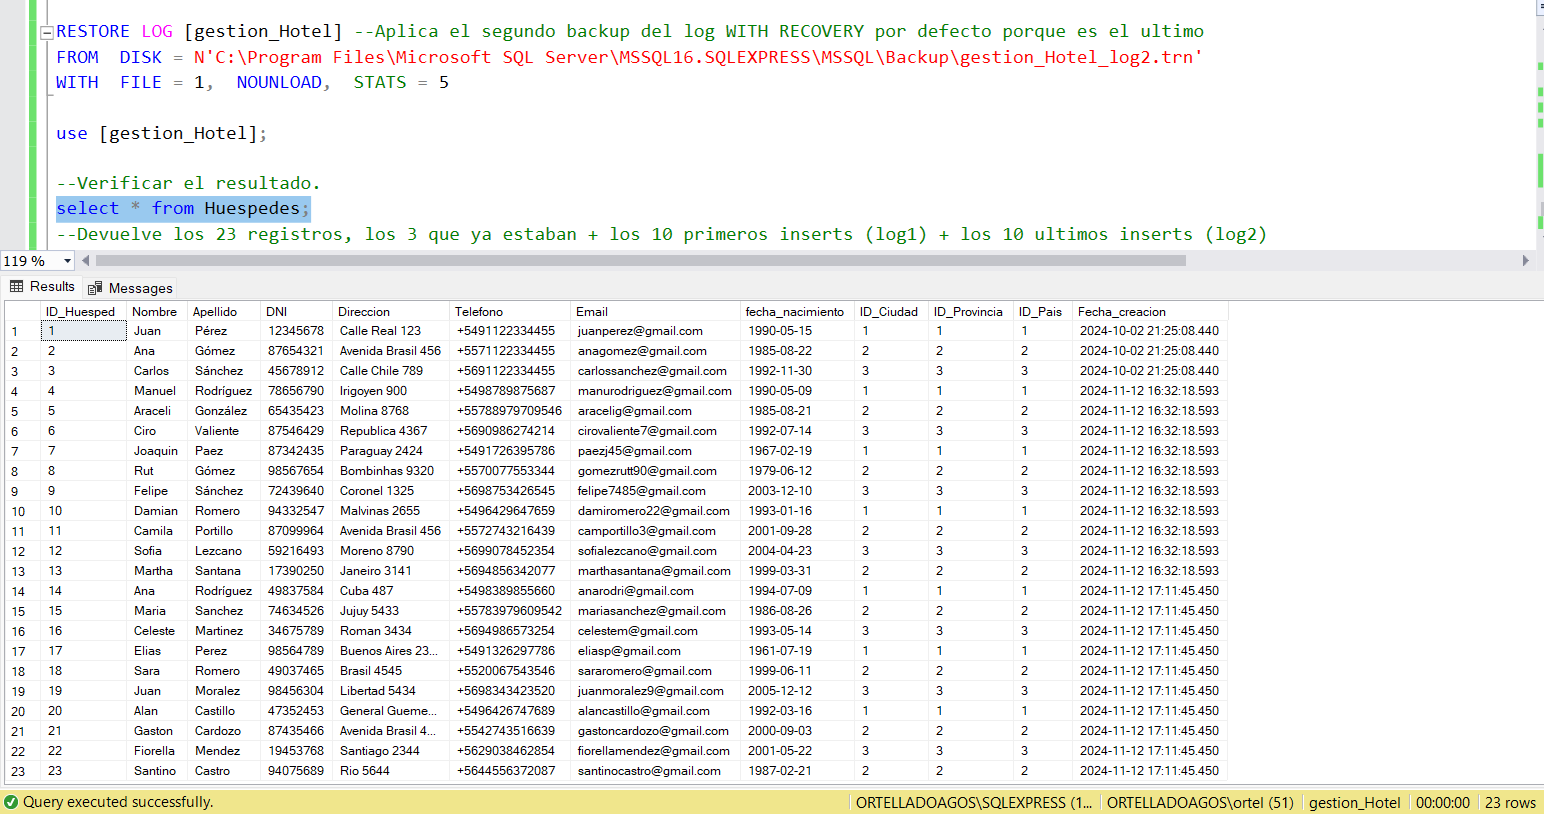 RESTORE LOG [gestion_Hotel] --Aplica el segundo backup del log WITH RECOVERY por defecto porque es el ultimo
FROM  DISK = N'C:\Program Files\Microsoft SQL Server\MSSQL16.SQLEXPRESS\MSSQL\Backup\gestion_Hotel_log2.trn'
WITH  FILE = 1,  NOUNLOAD,  STATS = 5
use [gestion_Hotel];
--Verificar el resultado.
select * from Huespedes;
--Devuelve los 23 registros, los 3 que ya estaban + los 10 primeros inserts (log1) + los 10 ultimos inserts (log2)
119 %
Results Messages
ID_Huesped Nombre Apellido DNI Direccion Telefono Email fecha_nacimiento ID_Ciudad ID_Provincia ID_Pais Fecha_creacion
1 1 Juan Pérez 12345678 Calle Real 123 +5491122334455 juanperez@gmail.com 1990-05-15 1 1 1 2024-10-02 21:25:08.440
2 2 Ana Gómez 87654321 Avenida Brasil 456 +5571122334455 anagomez@gmail.com 1985-08-22 2 2 2 2024-10-02 21:25:08.440
3 3 Carlos Sánchez 45678912 Calle Chile 789 +5691122334455 carlossanchez@gmail.com 1992-11-30 3 3 3 2024-10-02 21:25:08.440
4 4 Manuel Rodríguez 78656790 Irigoyen 900 +5498789875687 manurodriguez@gmail.com 1990-05-09 1 1 1 2024-11-12 16:32:18.593
5 5 Araceli González 65435423 Molina 8768 +55788979709546 aracelig@gmail.com 1985-08-21 2 2 2 2024-11-12 16:32:18.593
6 6 Ciro Valiente 87546429 Republica 4367 +5690986274214 cirovaliente7@gmail.com 1992-07-14 3 3 3 2024-11-12 16:32:18.593
7 7 Joaquin Paez 87342435 Paraguay 2424 +5491726395786 paezj45@gmail.com 1967-02-19 1 1 1 2024-11-12 16:32:18.593
8 8 Rut Gómez 98567654 Bombinhas 9320 +5570077553344 gomezrutt90@gmail.com 1979-06-12 2 2 2 2024-11-12 16:32:18.593
9 9 Felipe Sánchez 72439640 Coronel 1325 +5698753426545 felipe7485@gmail.com 2003-12-10 3 3 3 2024-11-12 16:32:18.593
10 10 Damian Romero 94332547 Malvinas 2655 +5496429647659 damiromero22@gmail.com 1993-01-16 1 1 1 2024-11-12 16:32:18.593
11 11 Camila Portillo 87099964 Avenida Brasil 456 +5572743216439 camportillo3@gmail.com 2001-09-28 2 2 2 2024-11-12 16:32:18.593
12 12 Sofia Lezcano 59216493 Moreno 8790 +5699078452354 sofialezcano@gmail.com 2004-04-23 3 3 3 2024-11-12 16:32:18.593
13 13 Martha Santana 17390250 Janeiro 3141 +5694856342077 marthasantana@gmail.com 1999-03-31 2 2 2 2024-11-12 16:32:18.593
14 14 Ana Rodríguez 49837584 Cuba 487 +5498389855660 anarodri@gmail.com 1994-07-09 1 1 1 2024-11-12 17:11:45.450
15 15 Maria Sanchez 74634526 Jujuy 5433 +55783979609542 mariasanchez@gmail.com 1986-08-26 2 2 2 2024-11-12 17:11:45.450
16 16 Celeste Martinez 34675789 Roman 3434 +5694986573254 celestem@gmail.com 1993-05-14 3 3 3 2024-11-12 17:11:45.450
17 17 Elias Perez 98564789 Buenos Aires 23... +5491326297786 eliasp@gmail.com 1961-07-19 1 1 1 2024-11-12 17:11:45.450
18 18 Sara Romero 49037465 Brasil 4545 +5520067543546 sararomero@gmail.com 1999-06-11 2 2 2 2024-11-12 17:11:45.450
19 19 Juan Moralez 98456304 Libertad 5434 +5698343423520 juanmoralez9@gmail.com 2005-12-12 3 3 3 2024-11-12 17:11:45.450
20 20 Alan Castillo 47352453 General Gueme... +5496426747689 alancastillo@gmail.com 1992-03-16 1 1 1 2024-11-12 17:11:45.450
21 21 Gaston Cardozo 87435466 Avenida Brasil 4... +5542743516639 gastoncardozo@gmail.com 2000-09-03 2 2 2 2024-11-12 17:11:45.450
22 22 Fiorella Mendez 19453768 Santiago 2344 +5629038462854 fiorellamendez@gmail.com 2001-05-22 3 3 3 2024-11-12 17:11:45.450
23 23 Santino Castro 94075689 Rio 5644 +5644556372087 santinocastro@gmail.com 1987-02-21 2 2 2 2024-11-12 17:11:45.450
Query executed successfully. ORTELLADOAGOS\SQLEXPRESS (1... ORTELLADOAGOS\ortel (51) gestion_Hotel 00:00:00 23 rows